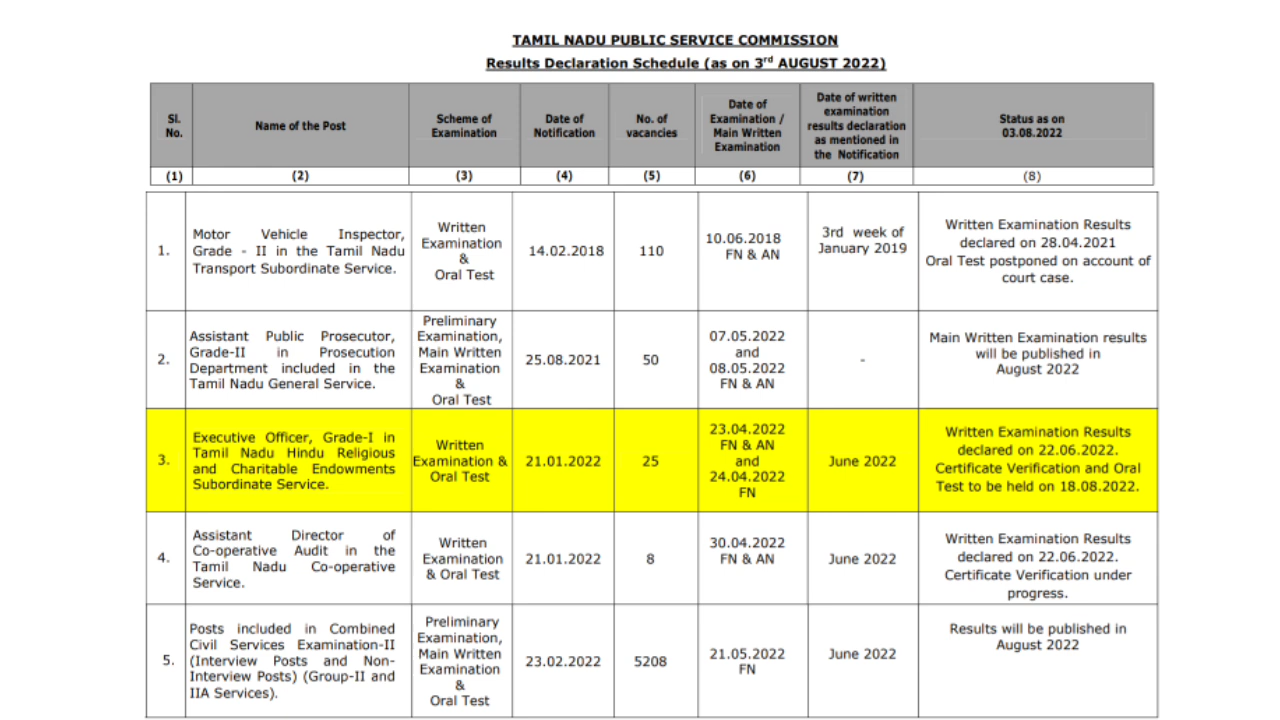 TAMIL NADU PUBLIC SERVICE COMMISSION
Results Declaration Schedule (as on 3rd AUGUST 2022)
Sl.
No.
Name of the Post
Scheme of
Examination
Date of
Notification
No. of
vacancies
Date of
Examination /
Main Written
Examination
Date of written
examination
results declaration
as mentioned in
the Notification
Status as on
03.08.2022
(1)
(2)
(3)
(4)
(5)
(6)
(7)
(8)
1.
Motor Vehicle Inspector,
Grade - II in the Tamil Nadu
Transport Subordinate Service.
Written
Examination
&
Oral Test
14.02.2018
110
10.06.2018
FN & AN
3rd week of
January 2019
Written Examination Results
declared on 28.04.2021
Oral Test postponed on account of
court case.
2.
Assistant Public Prosecutor,
Grade-II in Prosecution
Department included in the
Tamil Nadu General Service.
Preliminary
Examination,
Main Written
Examination
&
Oral Test
25.08.2021
50
07.05.2022
and
08.05.2022
FN & AN
-
Main Written Examination results
will be published in
August 2022
3.
Executive Officer, Grade-I in
Tamil Nadu Hindu Religious
and Charitable Endowments
Subordinate Service.
Written
Examination &
Oral Test
21.01.2022
25
23.04.2022
FN & AN
and
24.04.2022
FN
June 2022
Written Examination Results
declared on 22.06.2022.
Certificate Verification and Oral
Test to be held on 18.08.2022.
4.
Assistant Director of
Co-operative Audit in the
Tamil Nadu Co-operative
Service.
Written
Examination
& Oral Test
21.01.2022
8
30.04.2022
FN & AN
June 2022
Written Examination Results
declared on 22.06.2022.
Certificate Verification under
progress.
5.
Posts included in Combined
Civil Services Examination-II
(Interview Posts and Non-
Interview Posts) (Group-II and
IIA Services).
Preliminary
Examination,
Main Written
Examination
&
Oral Test
23.02.2022
5208
21.05.2022
FN
June 2022
Results will be published in
August 2022